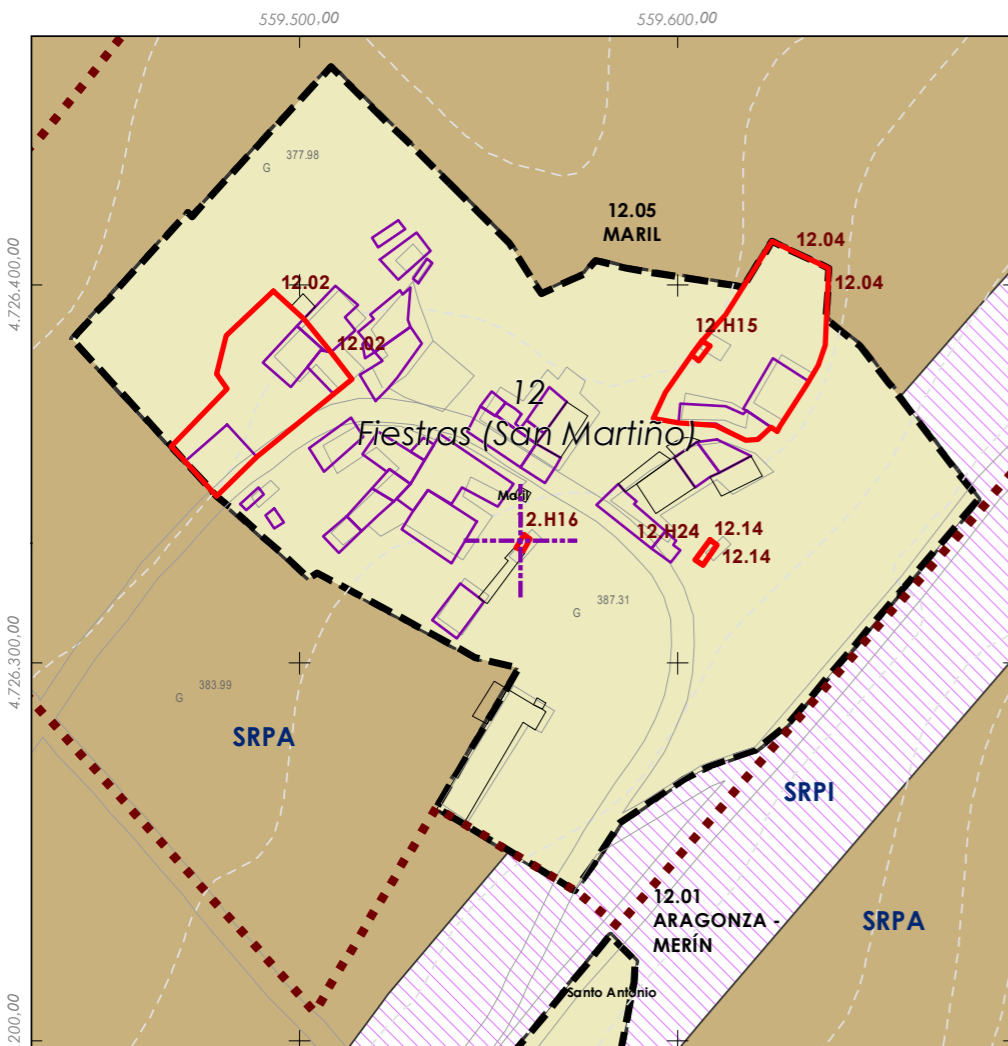 559.500,00
559.600,00
377.98
G
12.05
MARIL
12.04
12.04
4.726.400,00
12.02
12.H15
12.02
12
Fiestras (San Martiño)
Maril
2.H16
12.H24
12.14
12.14
387.31
G
4.726.300,00
383.99
G
SRPA
SRPI
12.01
ARAGONZA -
MERÍN
SRPA
Santo Antonio
200,00